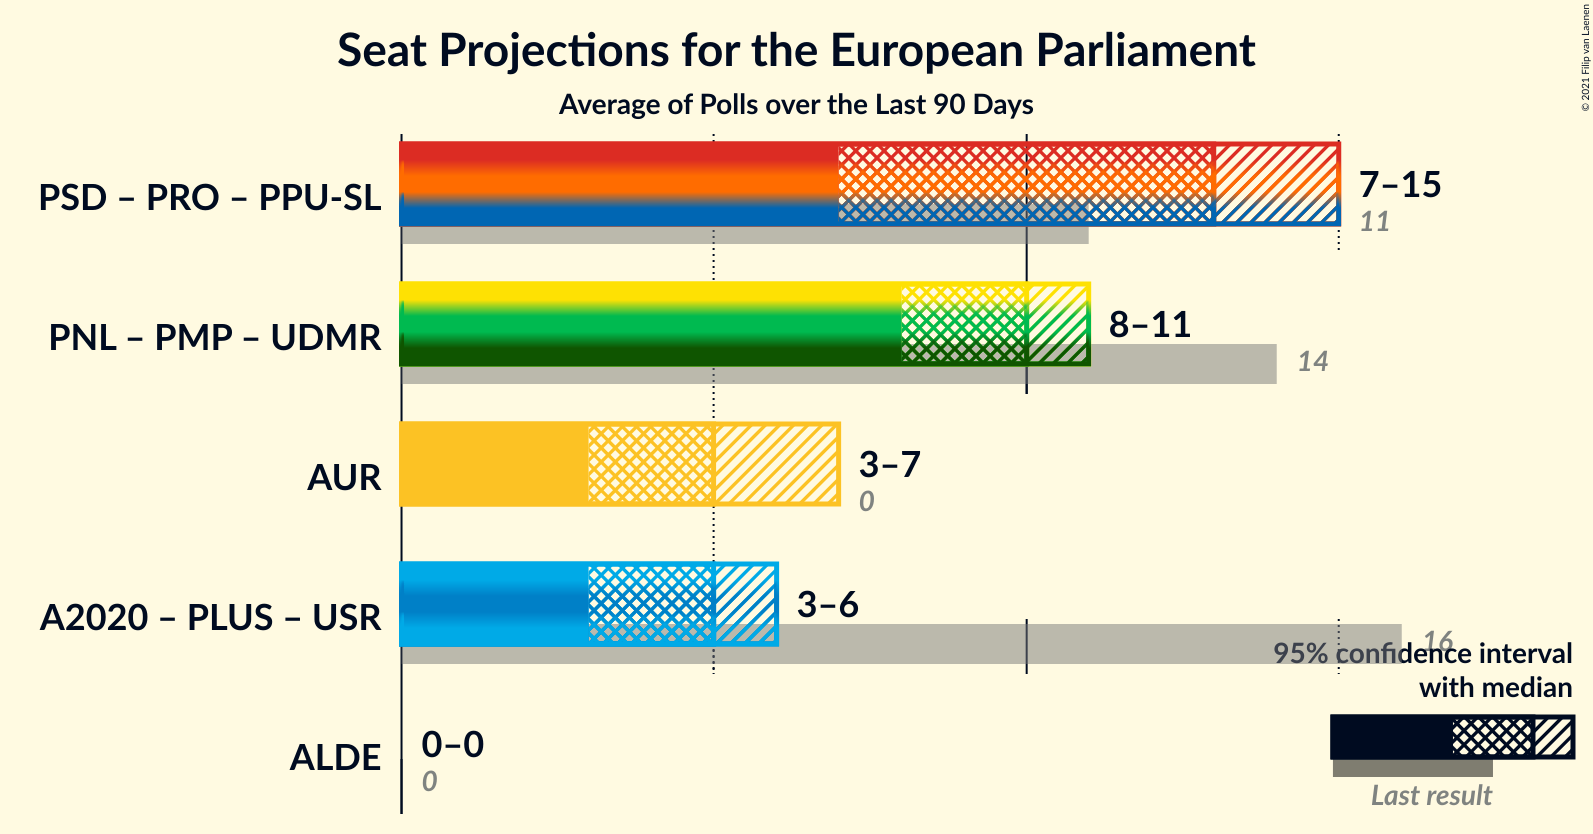 Seat Projections for the European Parliament
Average of Polls over the Last 90 Days
© 2021 Filip van Laenen
PSD – PRO – PPU-SL
7–15
11
PNL – PMP – UDMR
8–11
14
AUR
3–7
0
A2020 – PLUS – USR
3–6
16
95% confidence interval
with median
ALDE
0–0
0
Last result